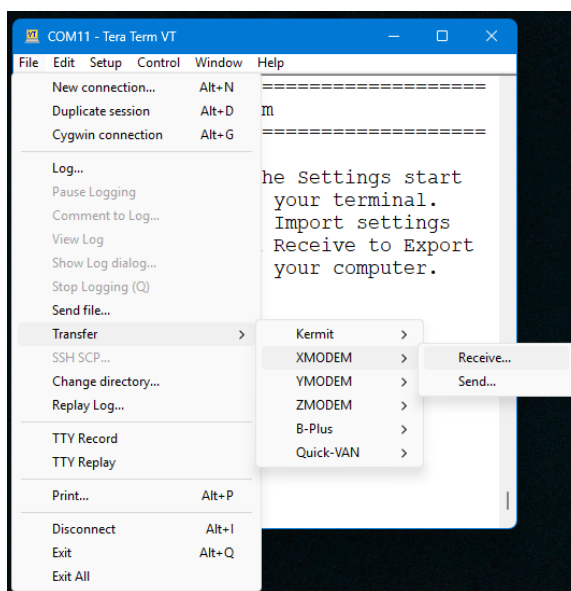 COM11 - Tera Term VT
File Edit Setup Control Window Help
New connection... Alt+N
Duplicate session Alt+D
Cygwin connection Alt+G
Log...
Pause Logging
Comment to Log...
View Log
Show Log dialog...
Stop Logging (Q)
Send file...
Transfer
SSH SCP...
Change directory...
Replay Log...
TTY Record
TTY Replay
Print... Alt+P
Disconnect Alt+I
Exit Alt+Q
Exit All
Kermit
XMODEM
YMODEM
ZMODEM
B-Plus
Quick-VAN
Receive...
Send...
===================
m
===================
he Settings start
your terminal.
Import settings
Receive to Export
your computer.